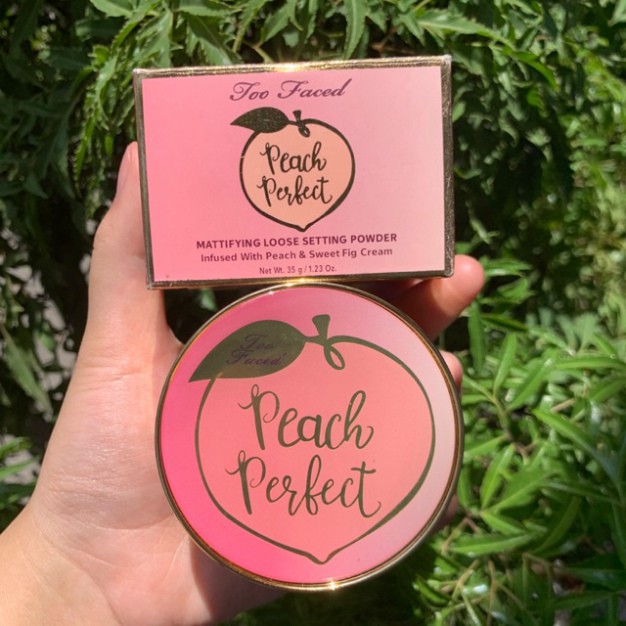 Too Faced
Peach
Perfect
MATTIFYING LOOSE SETTING POWDER
Infused With Peach & Sweet Fig Cream
Net Wt. 35 g / 1.23 Oz.
Too
Faced
Peach
Perfect